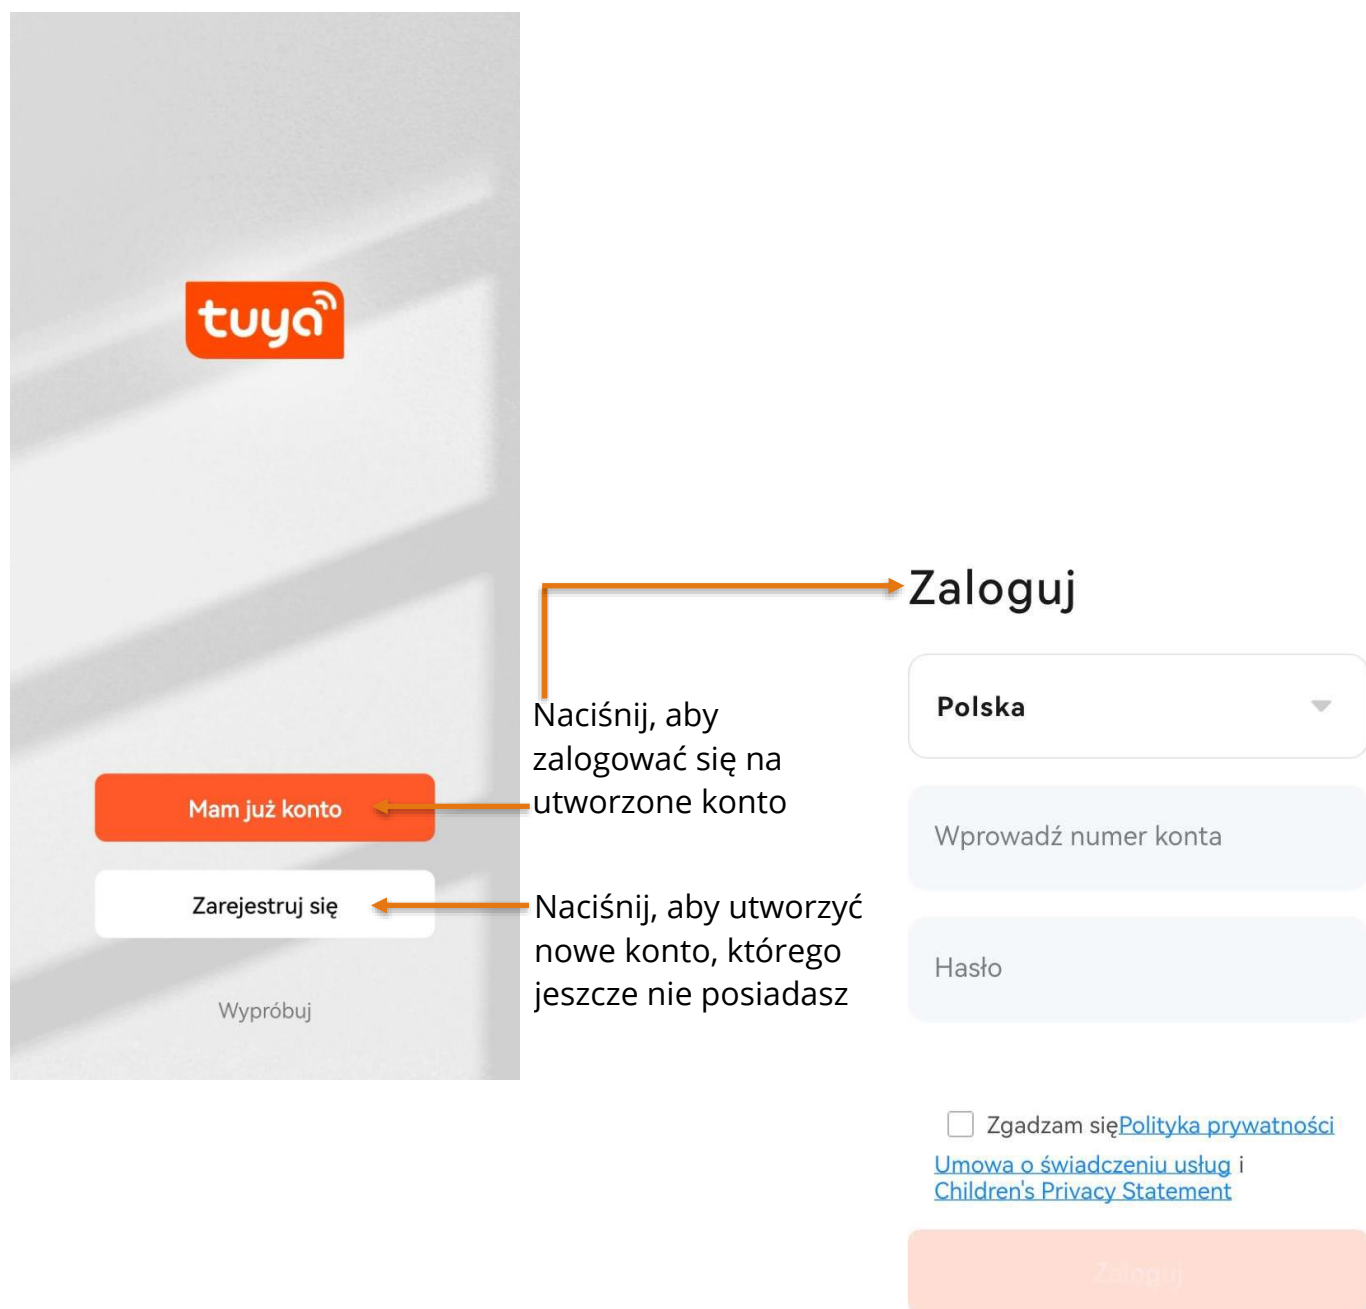 tuya
Mam już konto
Zarejestruj się
Wypróbuj
Naciśnij, aby
zalogować się na
utworzone konto
Naciśnij, aby utworzyć
nowe konto, którego
jeszcze nie posiadasz
Zaloguj
Polska
Wprowadź numer konta
Hasło
Zgadzam sięPolityka prywatności
Umowa o świadczeniu usług i
Children's Privacy Statement
Zaloguj